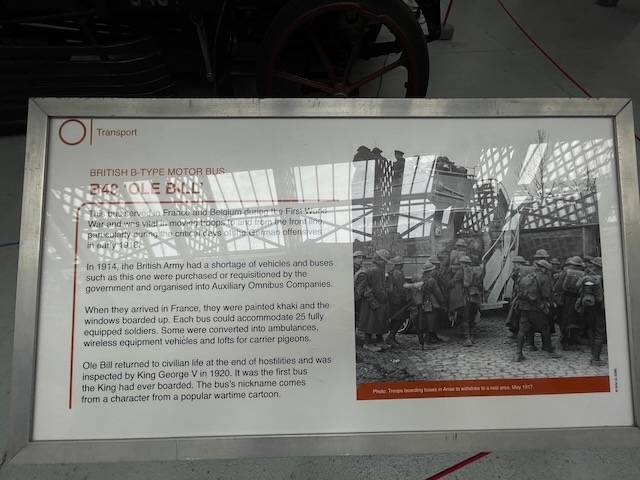 Transport
BRITISH B-TYPE MOTOR BUS:
B43 'OLE BILL'
This bus served in France and Belgium during the First World
War and was vital in moving troops to and from the front line,
particularly during the critical days of the German offensives
in early 1918.
In 1914, the British Army had a shortage of vehicles and buses
such as this one were purchased or requisitioned by the
government and organised into Auxiliary Omnibus Companies.
When they arrived in France, they were painted khaki and the
windows boarded up. Each bus could accommodate 25 fully
equipped soldiers. Some were converted into ambulances,
wireless equipment vehicles and lofts for carrier pigeons.
Ole Bill returned to civilian life at the end of hostilities and was
inspected by King George V in 1920. It was the first bus
the King had ever boarded. The bus's nickname comes
from a character from a popular wartime cartoon.
Photo: Troops boarding buses in Arras to withdraw to a rest area, May 1917